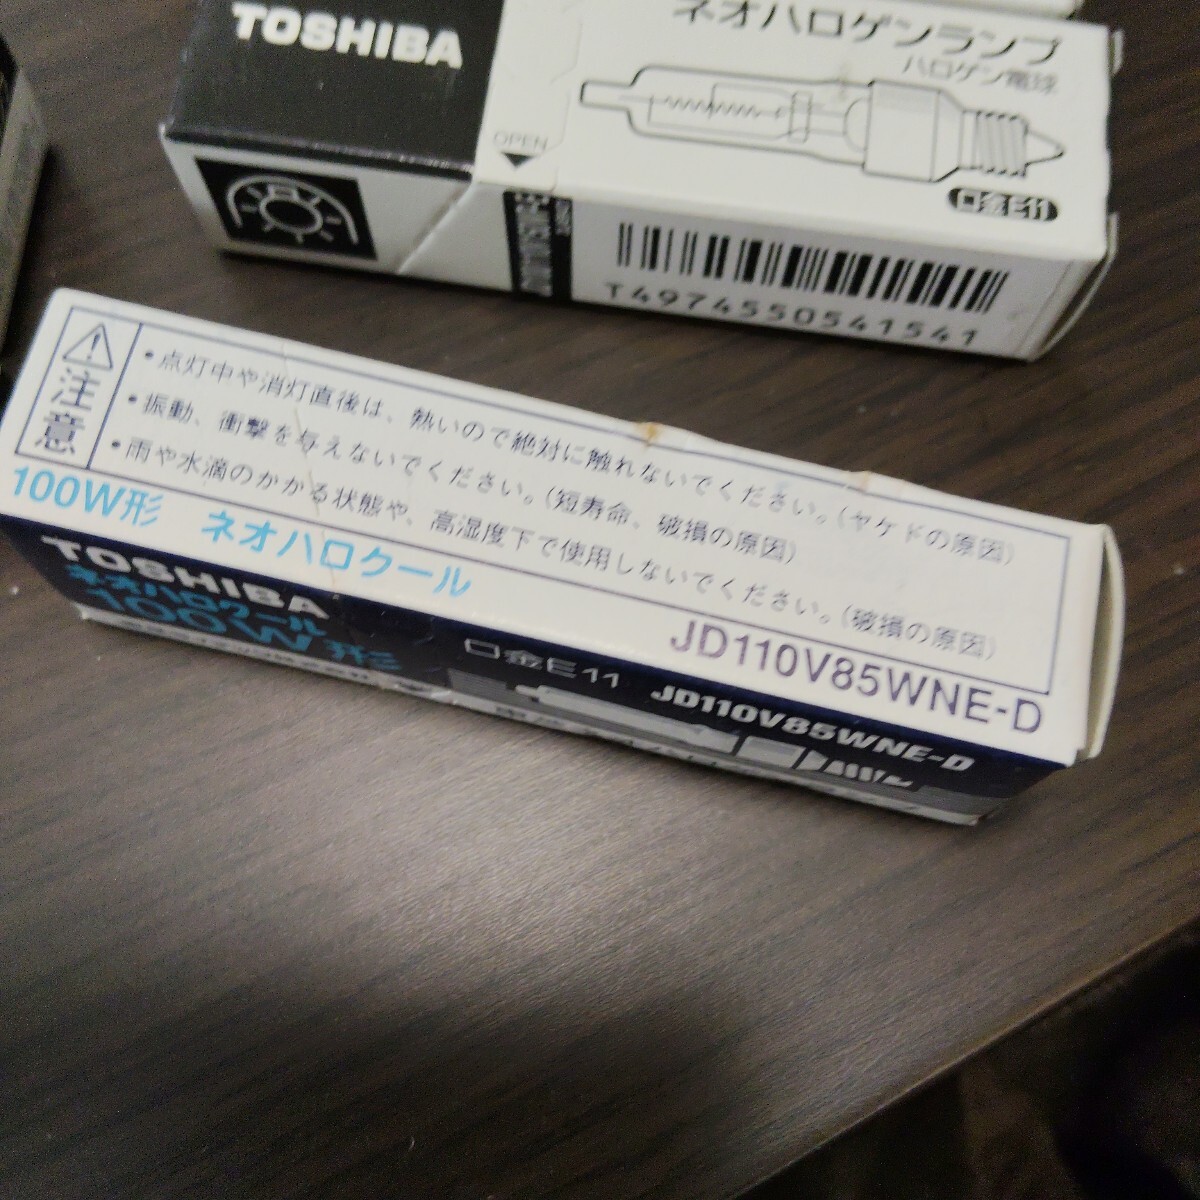 TOSHIBA
ネオハロゲンランプ
ハロゲン電球
OPEN
口金E11
T4974550541541
注意
・点灯中や消灯直後は、熱いので絶対に触れないでください。(ヤケドの原因)
・振動、衝撃を与えないでください。(短寿命、破損の原因)
・雨や水滴のかかる状態や、高湿度下で使用しないでください。(破損の原因)
100W形 ネオハロクール
JD110V85WNE-D
TOSHIBA
ネオハロクール
100W形
口金E11
JD110V85WNE-D